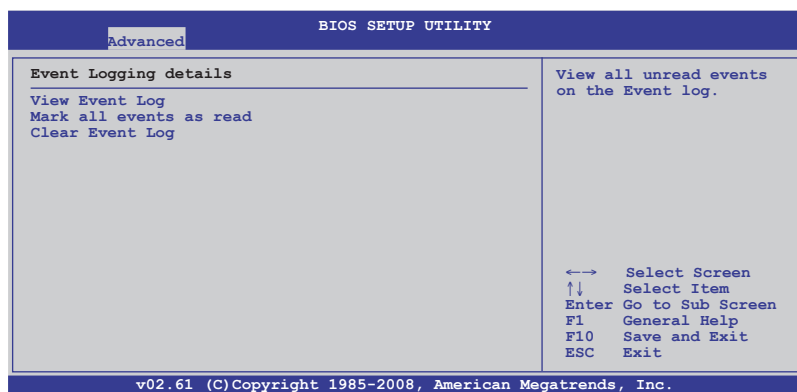 BIOS SETUP UTILITY
Advanced
Event Logging details
View Event Log
Mark all events as read
Clear Event Log
View all unread events
on the Event log.
←→ Select Screen
↑↓ Select Item
Enter Go to Sub Screen
F1 General Help
F10 Save and Exit
ESC Exit
v02.61 (C)Copyright 1985-2008, American Megatrends, Inc.